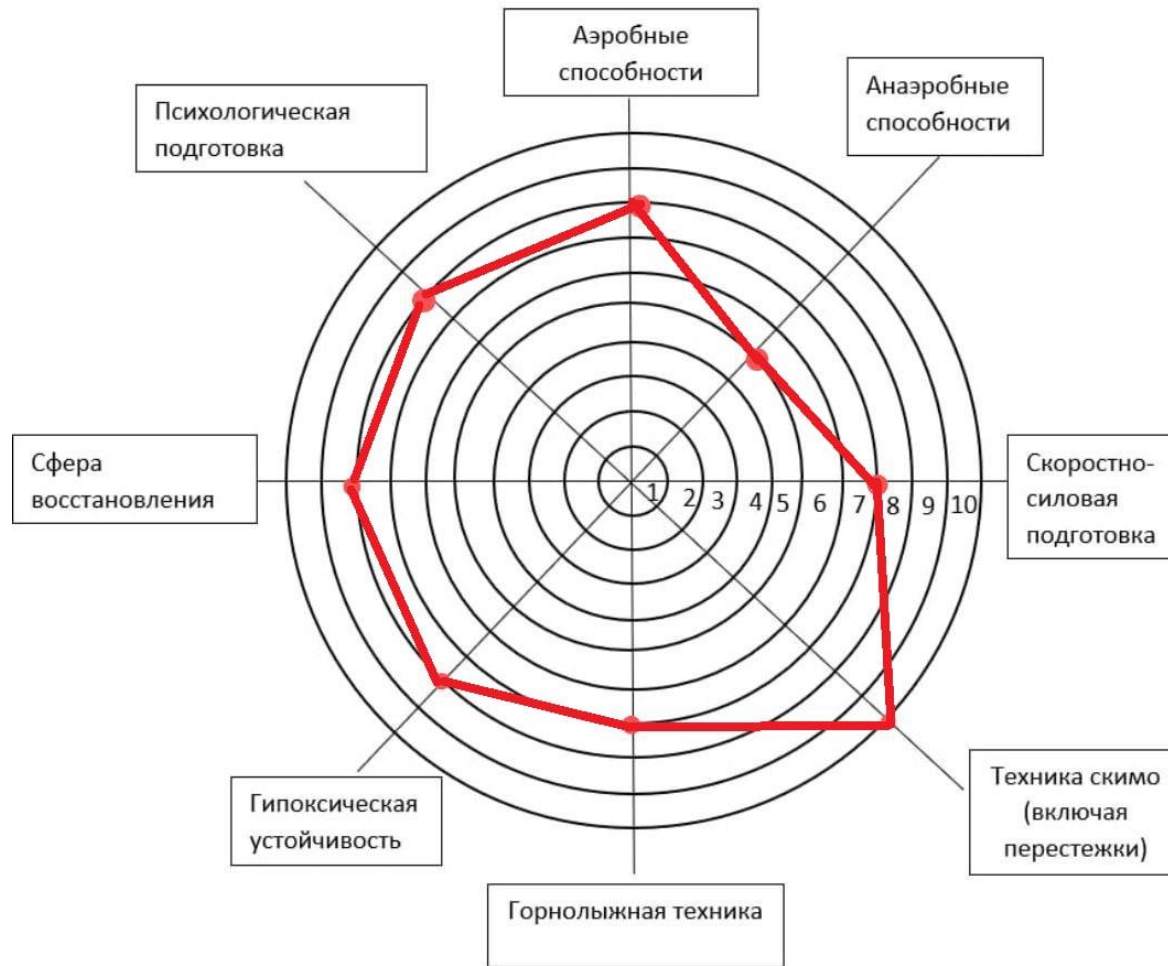 Аэробные
способности
Анаэробные
способности
Психологическая
подготовка
Сфера
восстановления
1 2 3 4 5 6 7 8 9 10
Скоростно-
силовая
подготовка
Гипоксическая
устойчивость
Техника скимо
(включая
перестежки)
Горнолыжная техника